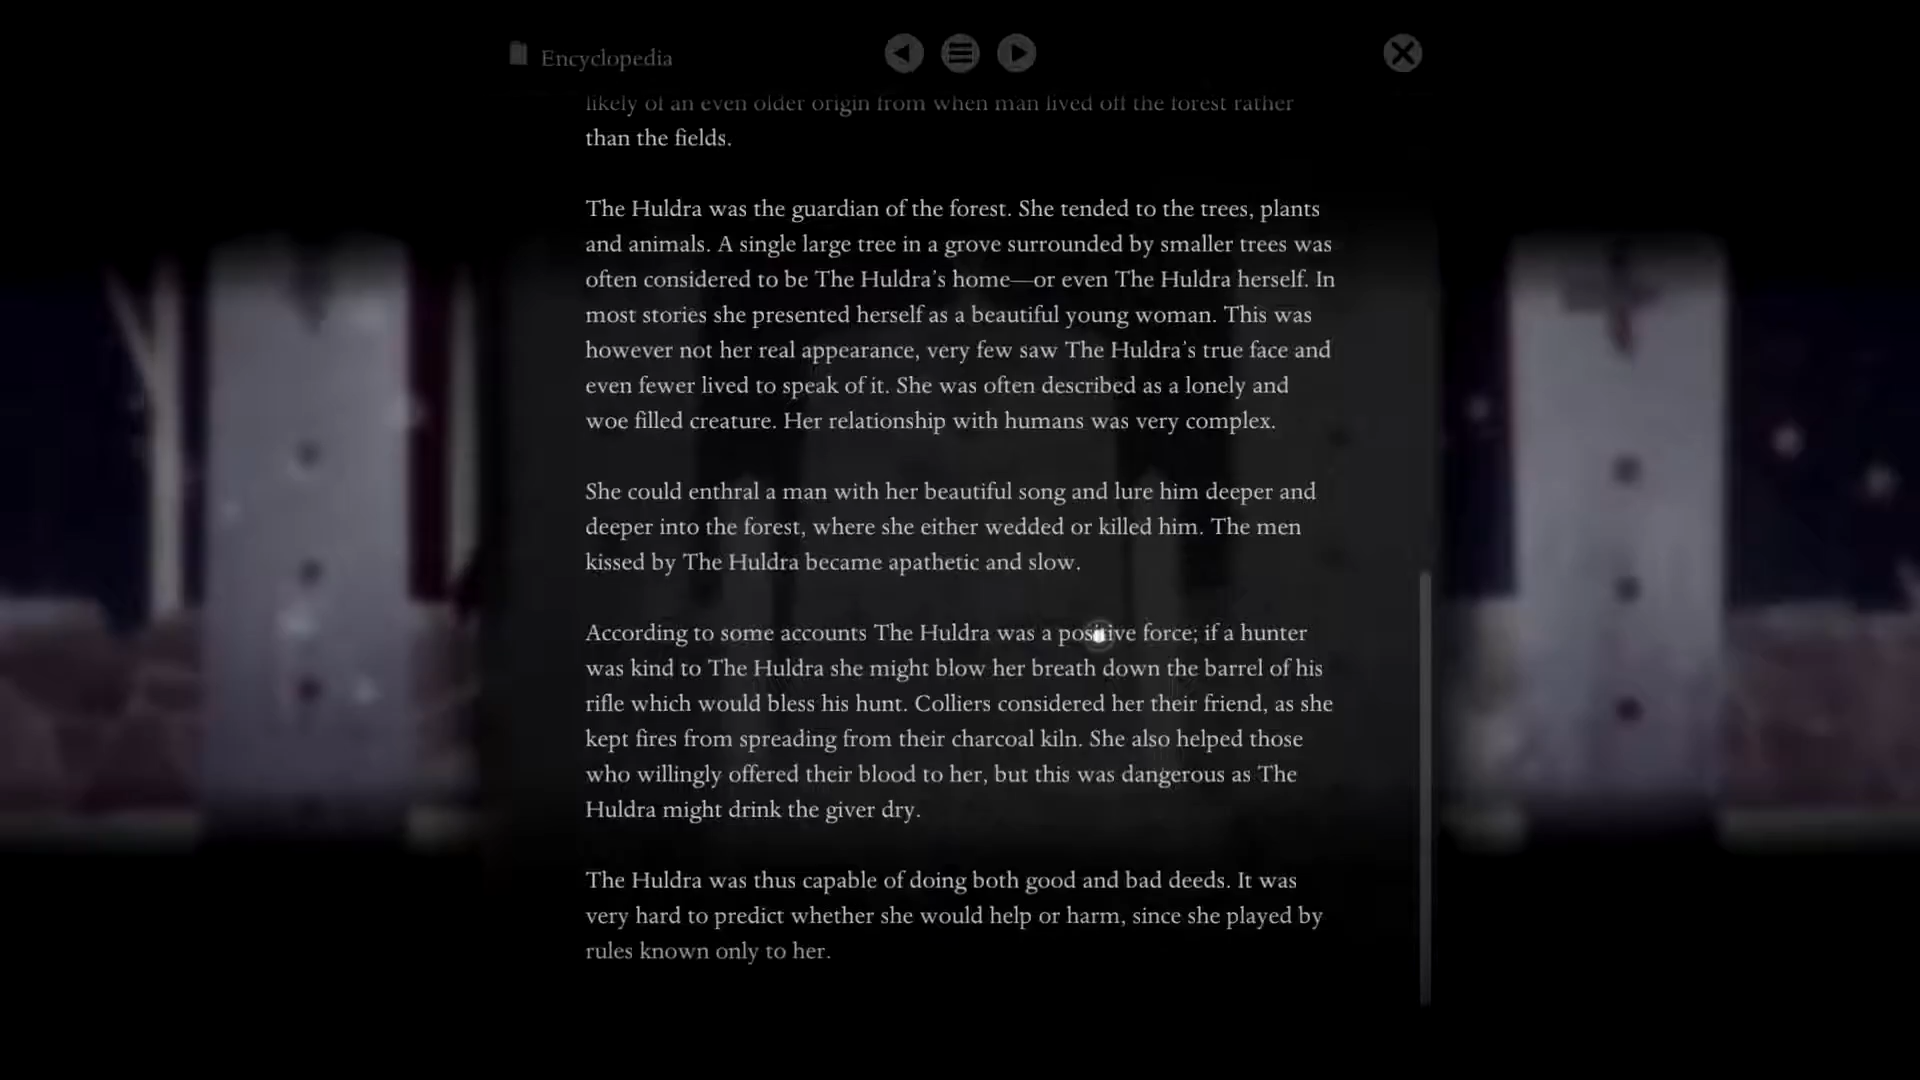 Encyclopedia
likely of an even older origin from when man lived off the forest rather
than the fields.
The Huldra was the guardian of the forest. She tended to the trees, plants
and animals. A single large tree in a grove surrounded by smaller trees was
often considered to be The Huldra's home—or even The Huldra herself. In
most stories she presented herself as a beautiful young woman. This was
however not her real appearance, very few saw The Huldra's true face and
even fewer lived to speak of it. She was often described as a lonely and
woe filled creature. Her relationship with humans was very complex.
She could enthral a man with her beautiful song and lure him deeper and
deeper into the forest, where she either wedded or killed him. The men
kissed by The Huldra became apathetic and slow.
According to some accounts The Huldra was a positive force; if a hunter
was kind to The Huldra she might blow her breath down the barrel of his
rifle which would bless his hunt. Colliers considered her their friend, as she
kept fires from spreading from their charcoal kiln. She also helped those
who willingly offered their blood to her, but this was dangerous as The
Huldra might drink the giver dry.
The Huldra was thus capable of doing both good and bad deeds. It was
very hard to predict whether she would help or harm, since she played by
rules known only to her.